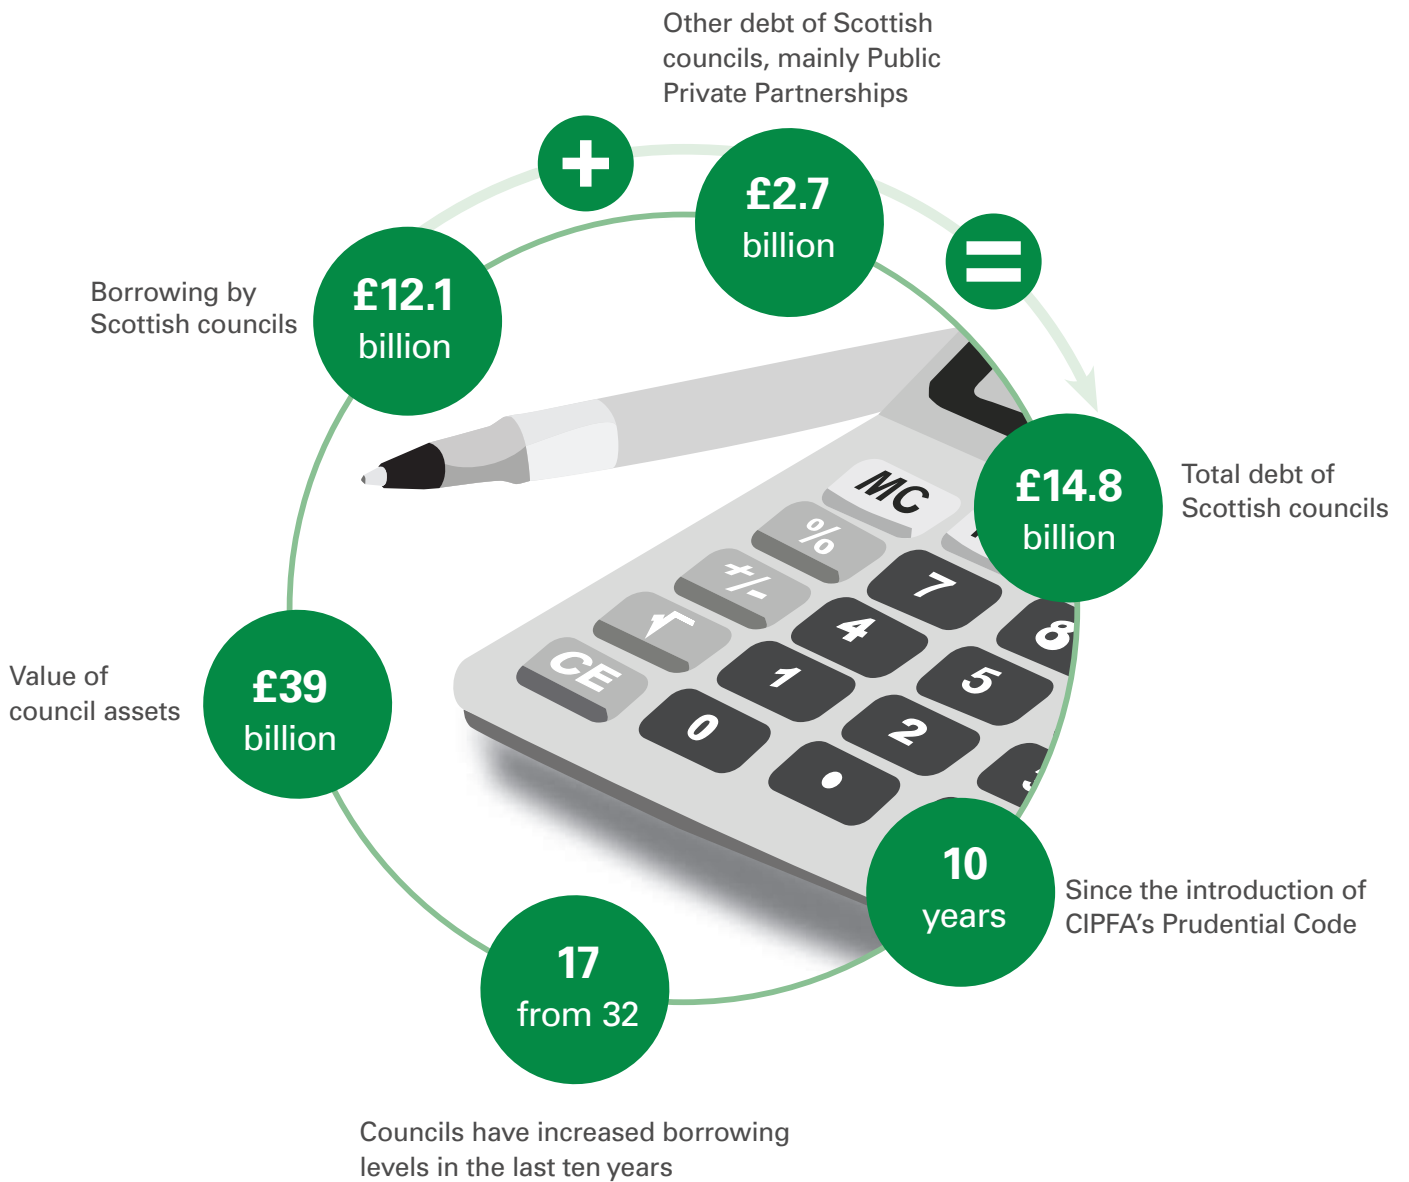 Other debt of Scottish
councils, mainly Public
Private Partnerships
+
£2.7
billion
=
Borrowing by
Scottish councils
£12.1
billion
£14.8
billion
Total debt of
Scottish councils
MC
%
+/-
√
CE
7
8
4
5
1
2
0
•
Value of
council assets
£39
billion
10
years
Since the introduction of
CIPFA's Prudential Code
17
from 32
Councils have increased borrowing
levels in the last ten years